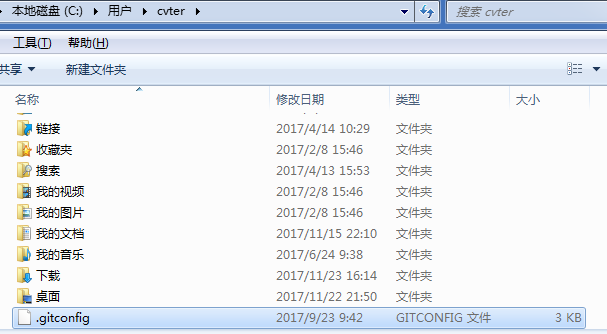 本地磁盘 (C:) 用户 cvter 搜索 cvter
工具(T) 帮助(H)
共享 新建文件夹
名称 修改日期 类型 大小
链接 2017/4/14 10:29 文件夹
收藏夹 2017/2/8 15:46 文件夹
搜索 2017/4/13 15:53 文件夹
我的视频 2017/2/8 15:46 文件夹
我的图片 2017/2/8 15:46 文件夹
我的文档 2017/11/15 22:10 文件夹
我的音乐 2017/6/24 9:38 文件夹
下载 2017/11/23 16:14 文件夹
桌面 2017/11/22 21:50 文件夹
.gitconfig 2017/9/23 9:42 GITCONFIG 文件 3 KB